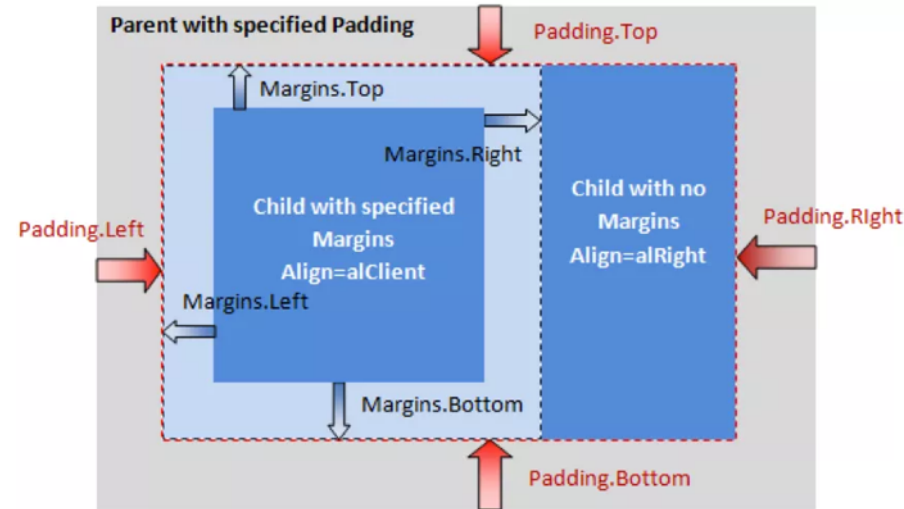 Parent with specified Padding
Padding.Top
Margins.Top
Margins.Right
Child with specified
Margins
Align=alClient
Child with no
Margins
Align=alRight
Padding.Left
Padding.RIght
Margins.Left
Margins.Bottom
Padding.Bottom